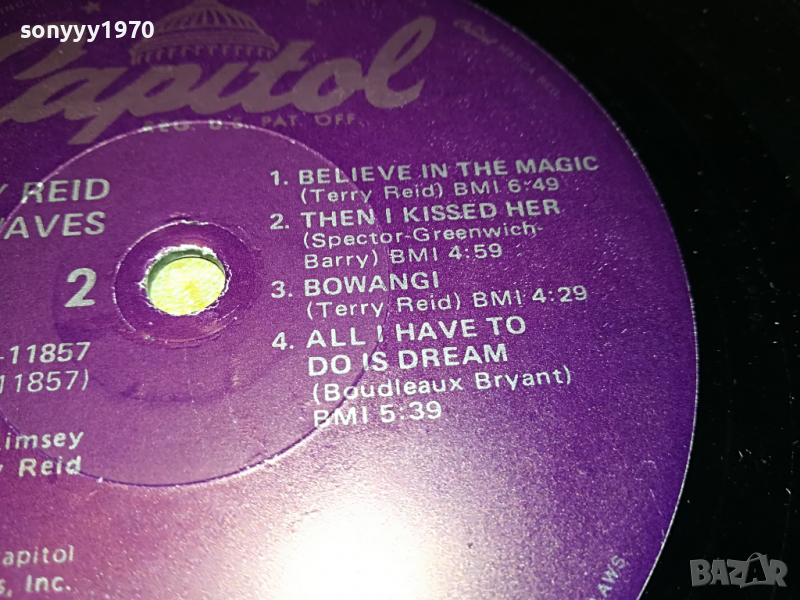 sonyyy1970
Capitol
REG. U.S. PAT. OFF.
REID
WAVES
2
-11857
11857)
Reid
Capitol
Inc.
1. BELIEVE IN THE MAGIC
(Terry Reid) BMI 6:49
2. THEN I KISSED HER
(Spector-Greenwich-
Barry) BMI 4:59
3. BOWANGI
(Terry Reid) BMI 4:29
4. ALL I HAVE TO
DO IS DREAM
(Boudleaux Bryant)
BMI 5:39
LAWS.
BAZAR